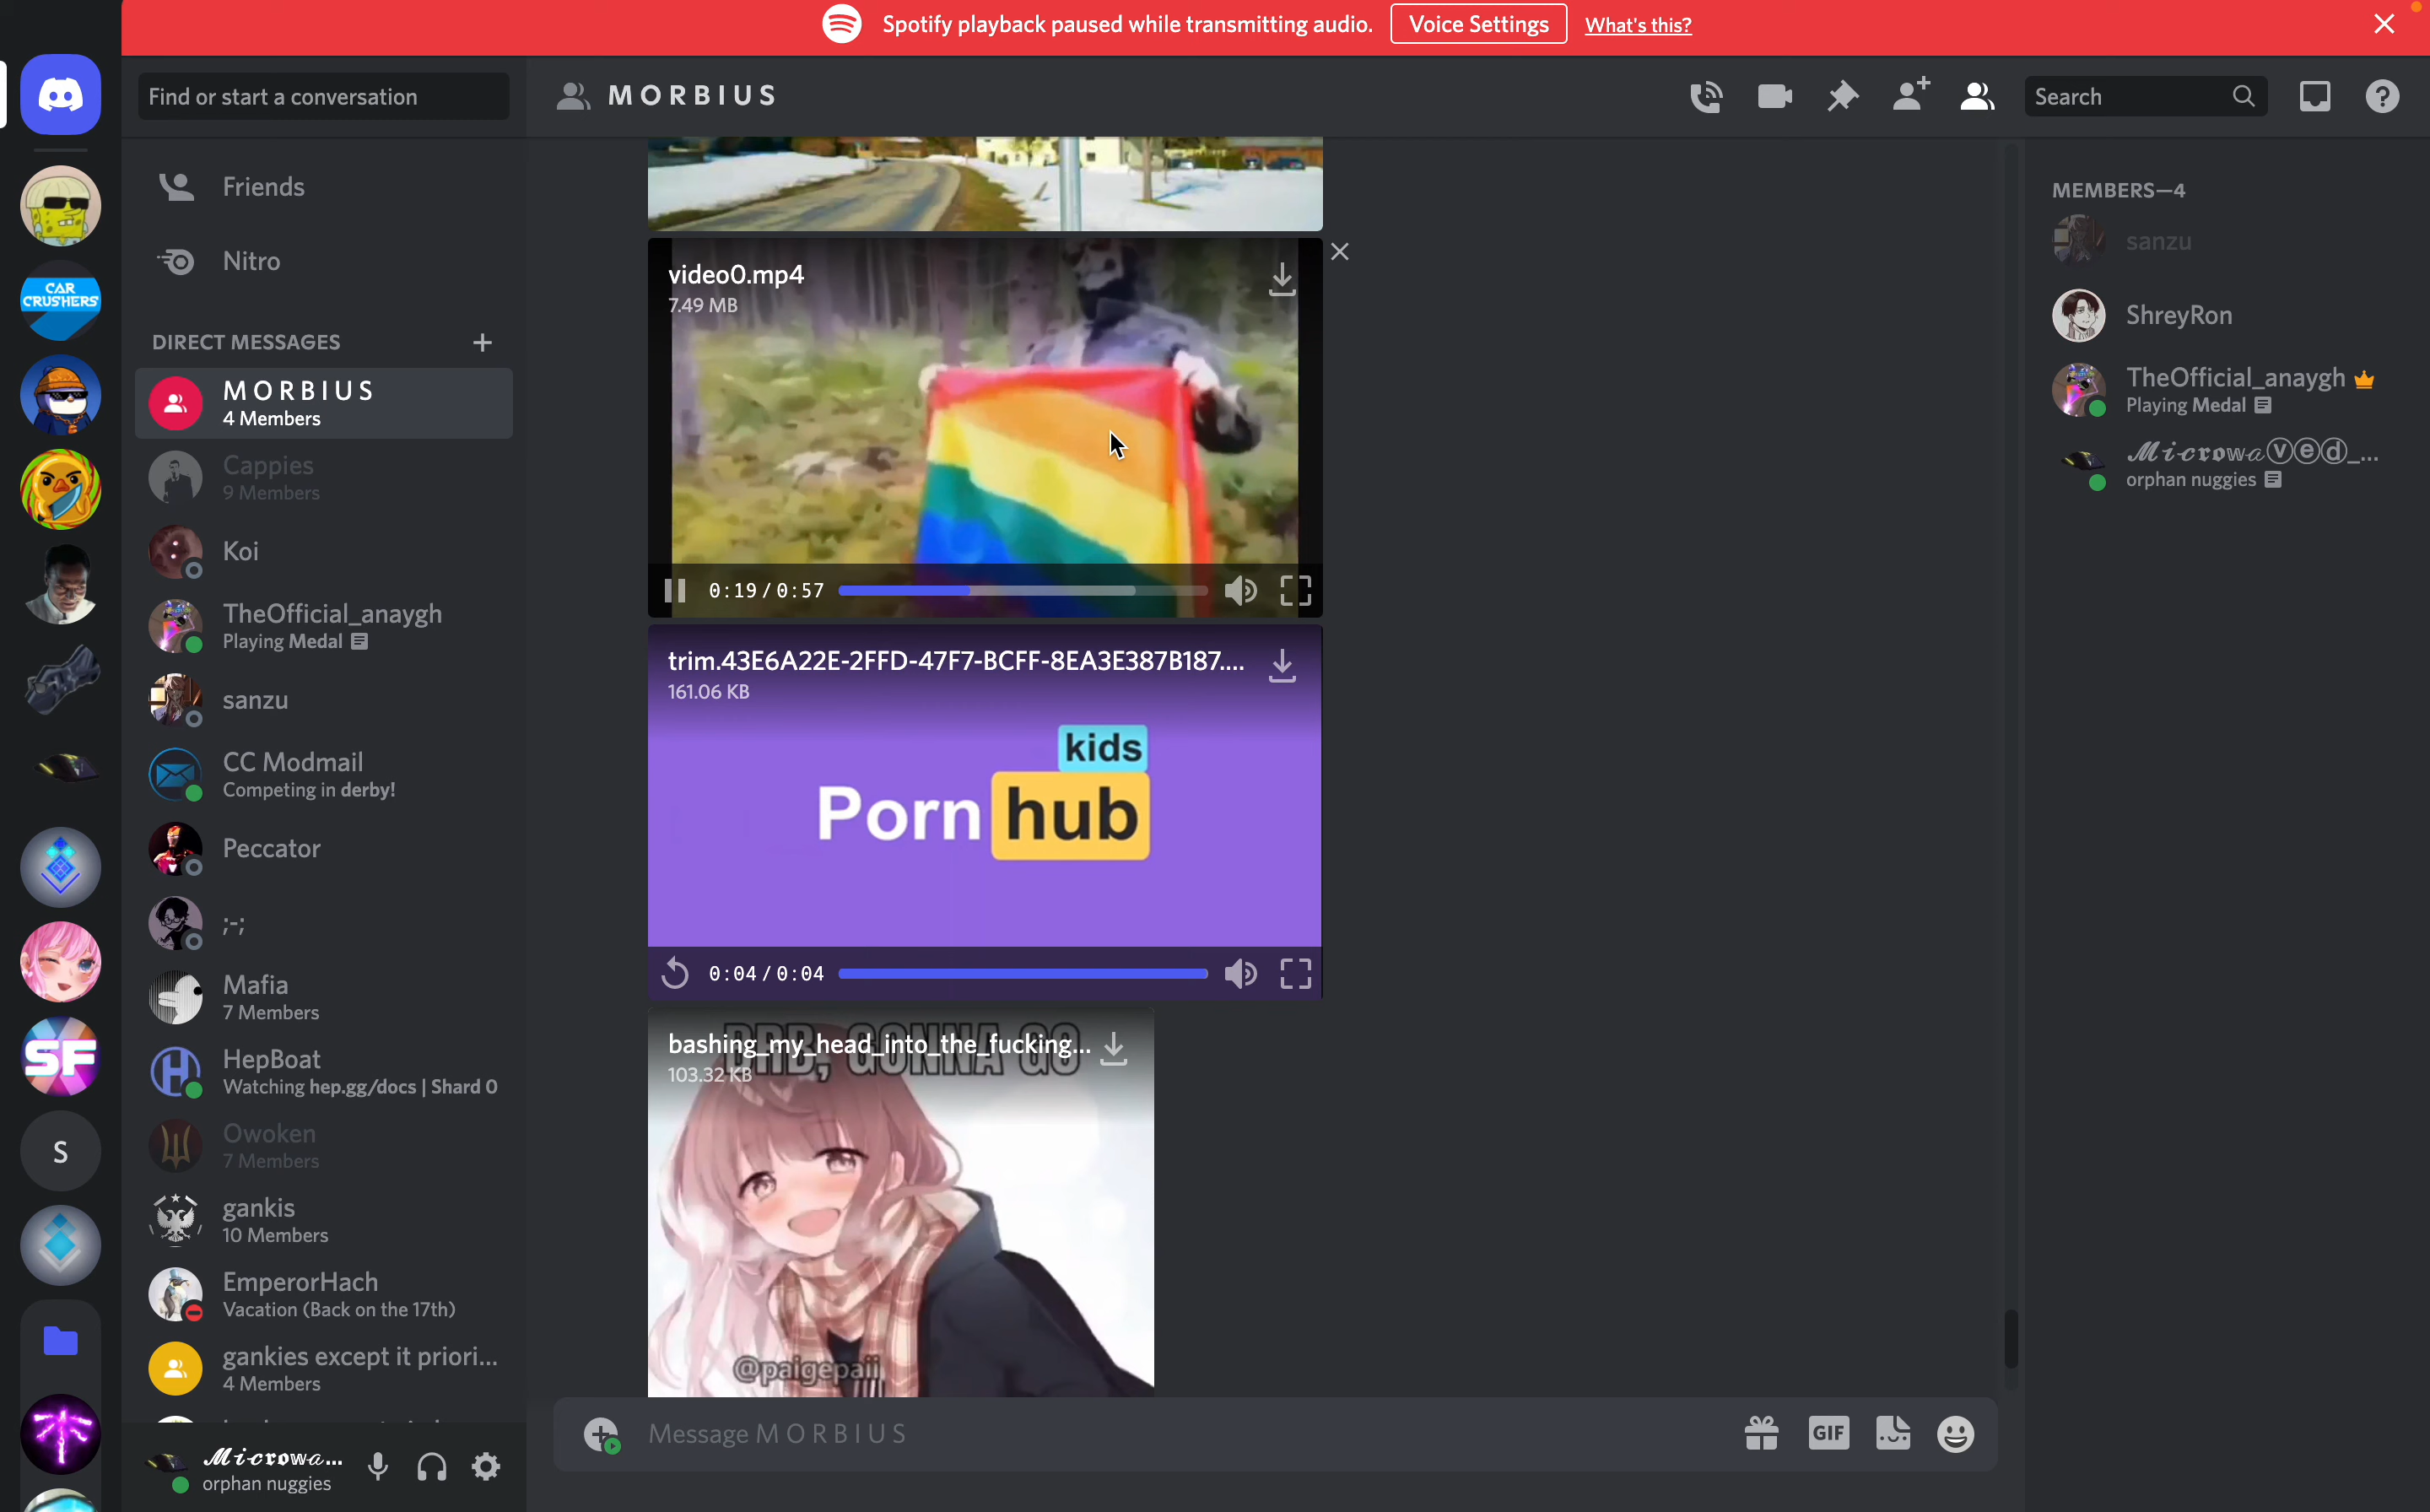 Spotify playback paused while transmitting audio.
Voice Settings
What's this?
Find or start a conversation
M O R B I U S
Search
Friends
Nitro
DIRECT MESSAGES
M O R B I U S
4 Members
Cappies
9 Members
Koi
TheOfficial_anaygh
Playing Medal
sanzu
CC Modmail
Competing in derby!
Peccator
;-;
Mafia
7 Members
HepBoat
Watching hep.gg/docs | Shard 0
Owoken
7 Members
gankis
10 Members
EmperorHach
Vacation (Back on the 17th)
gankies except it priori...
4 Members
𝓜𝓲𝓬𝓻𝓸𝔀𝓪...
orphan nuggies
CAR
CRUSHERS
SF
S
video0.mp4
7.49 MB
0:19/0:57
trim.43E6A22E-2FFD-47F7-BCFF-8EA3E387B187....
161.06 KB
kids
Porn hub
0:04/0:04
bashing_my_head_into_the_fucking...
103.32 KB
BRB, GONNA GO
@paigepaii
Message M O R B I U S
GIF
MEMBERS—4
sanzu
ShreyRon
TheOfficial_anaygh
Playing Medal
𝓜𝓲𝓬𝓻𝓸𝔀𝓪ⓥⓔⓓ_...
orphan nuggies